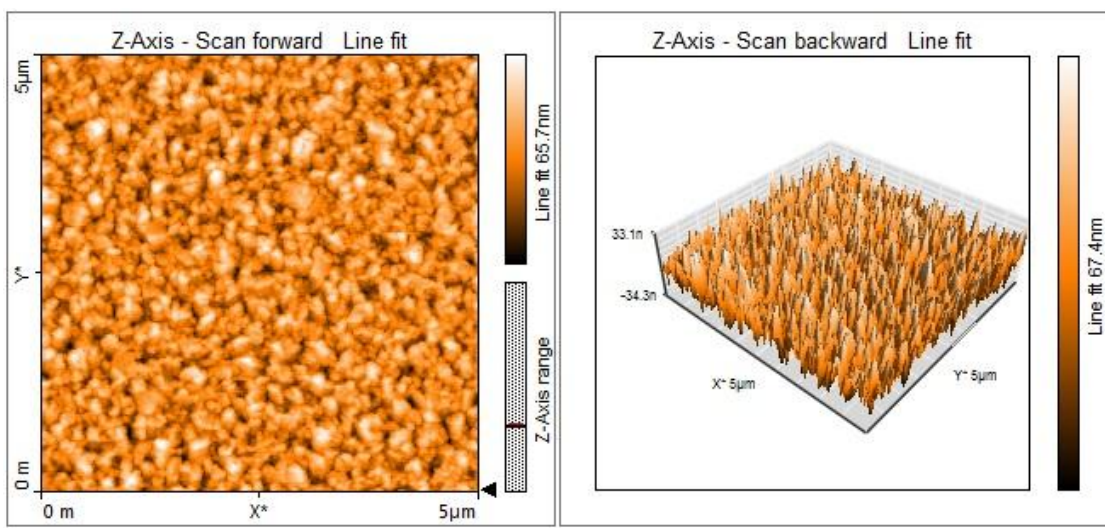 Z-Axis - Scan forward Line fit
5µm
Y*
0 m
0 m
X*
5µm
Line fit 65.7nm
Z-Axis range
Z-Axis - Scan backward Line fit
33.1n
-34.3n
X* 5µm
Y* 5µm
Line fit 67.4nm